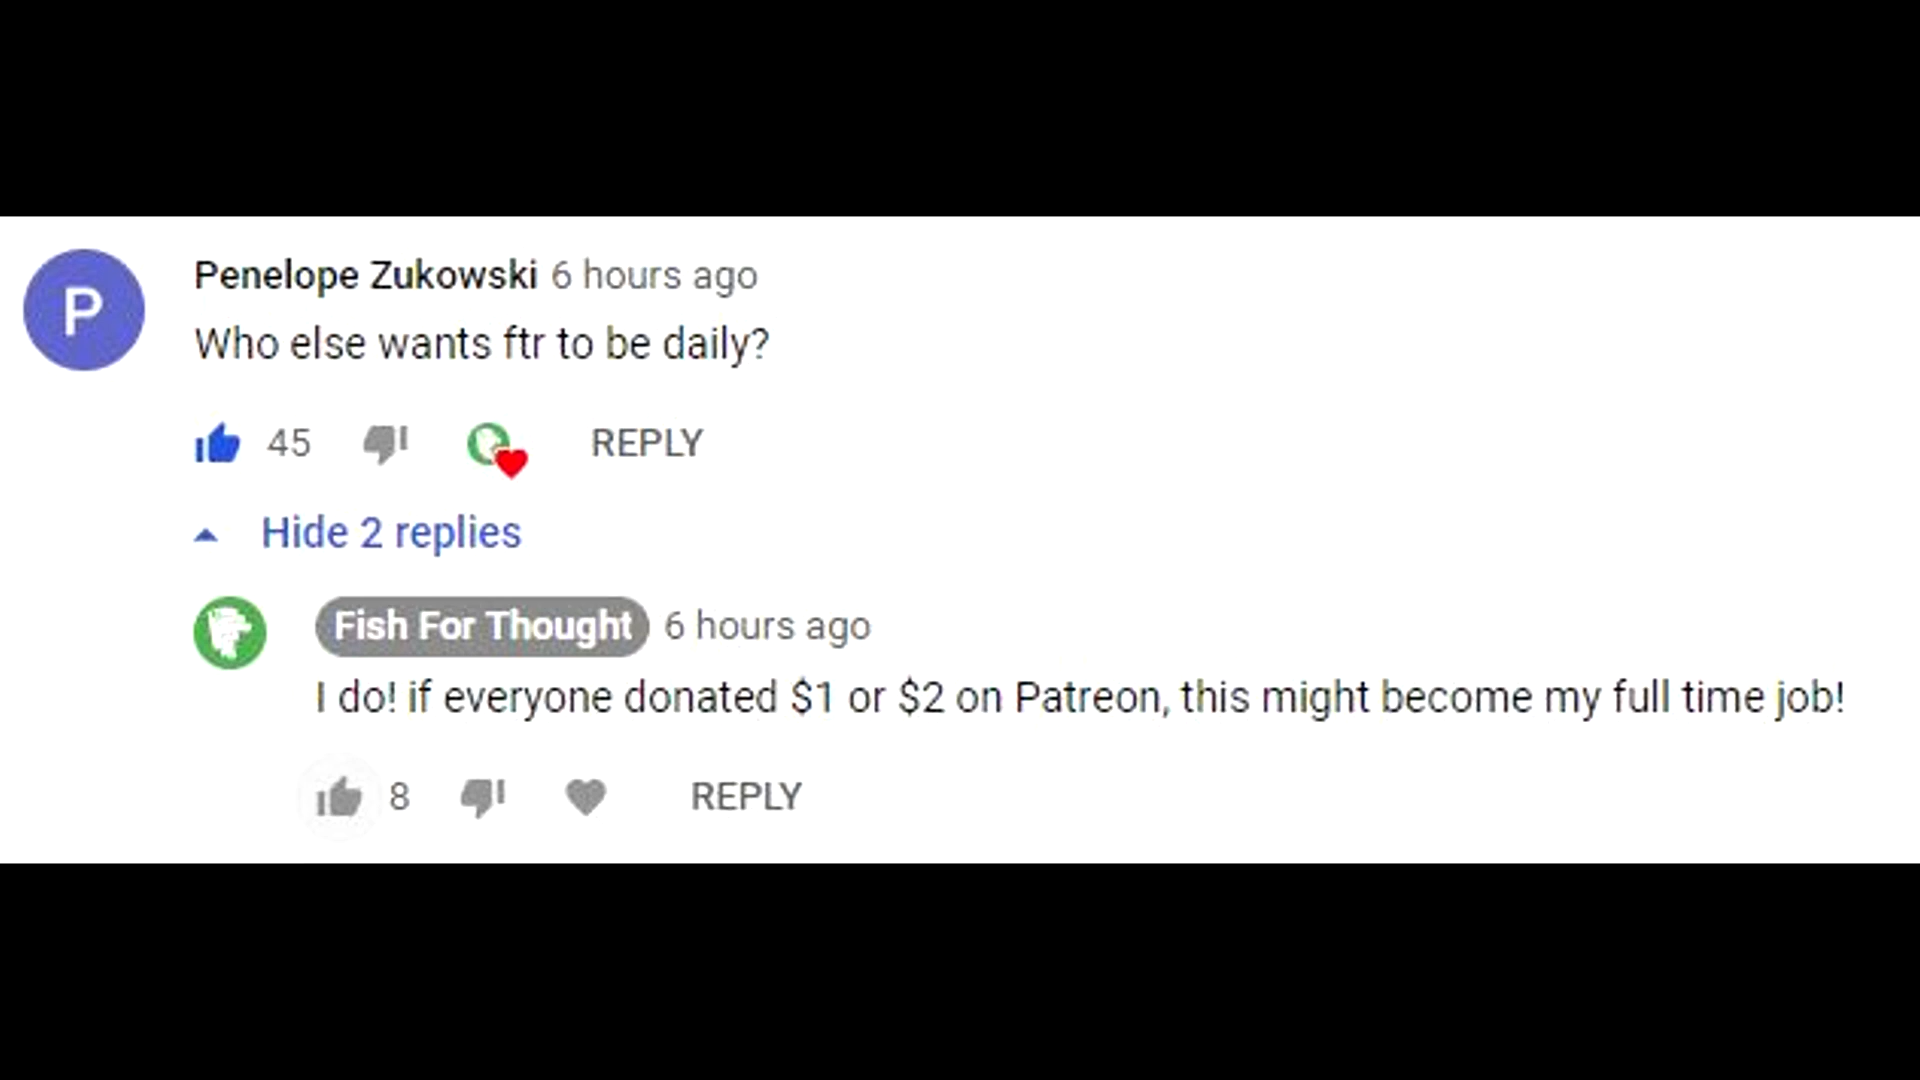 P
Penelope Zukowski 6 hours ago
Who else wants ftr to be daily?
45 REPLY
Hide 2 replies
Fish For Thought 6 hours ago
I do! if everyone donated $1 or $2 on Patreon, this might become my full time job!
8 REPLY